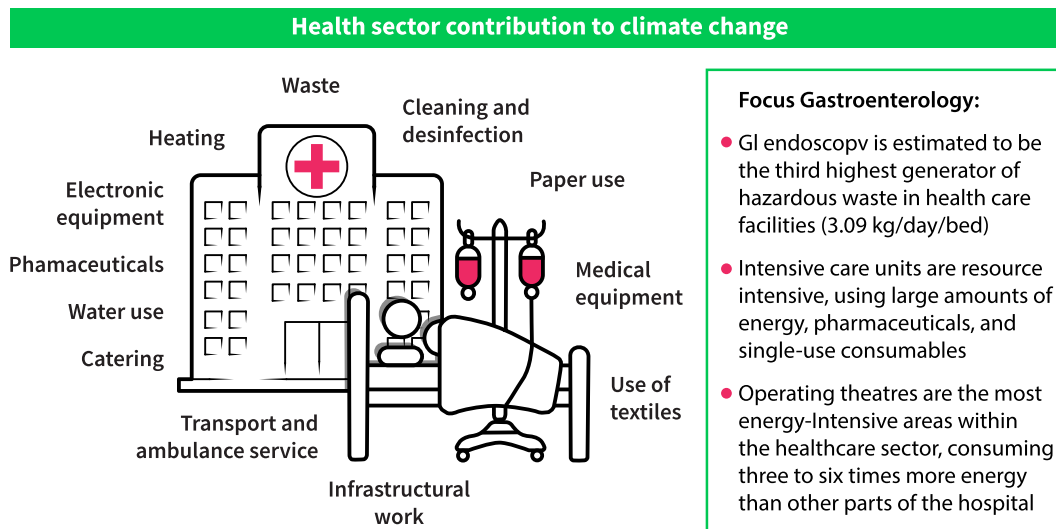 Health sector contribution to climate change
Waste
Cleaning and
desinfection
Heating
Paper use
Electronic
equipment
Phamaceuticals
Medical
equipment
Water use
Catering
Use of
textiles
Transport and
ambulance service
Infrastructural
work
Focus Gastroenterology:
GI endoscopv is estimated to be
the third highest generator of
hazardous waste in health care
facilities (3.09 kg/day/bed)
Intensive care units are resource
intensive, using large amounts of
energy, pharmaceuticals, and
single-use consumables
Operating theatres are the most
energy-Intensive areas within
the healthcare sector, consuming
three to six times more energy
than other parts of the hospital